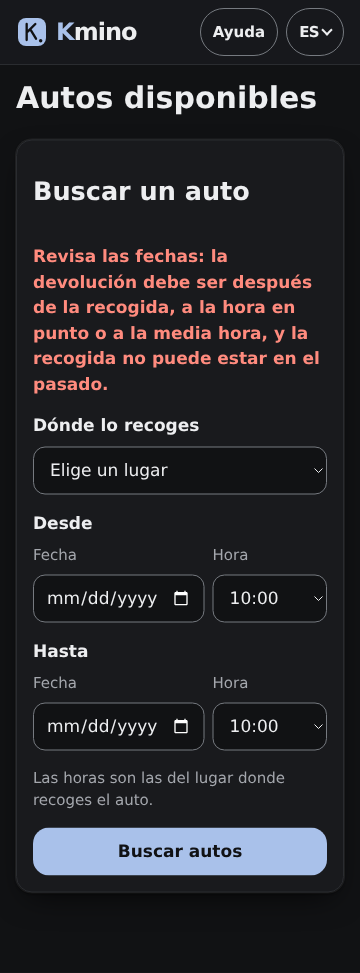 K. Kmino
Ayuda
ES
Autos disponibles
Buscar un auto
Revisa las fechas: la
devolución debe ser después
de la recogida, a la hora en
punto o a la media hora, y la
recogida no puede estar en el
pasado.
Dónde lo recoges
Elige un lugar
Desde
Fecha Hora
mm/dd/yyyy 10:00
Hasta
Fecha Hora
mm/dd/yyyy 10:00
Las horas son las del lugar donde
recoges el auto.
Buscar autos